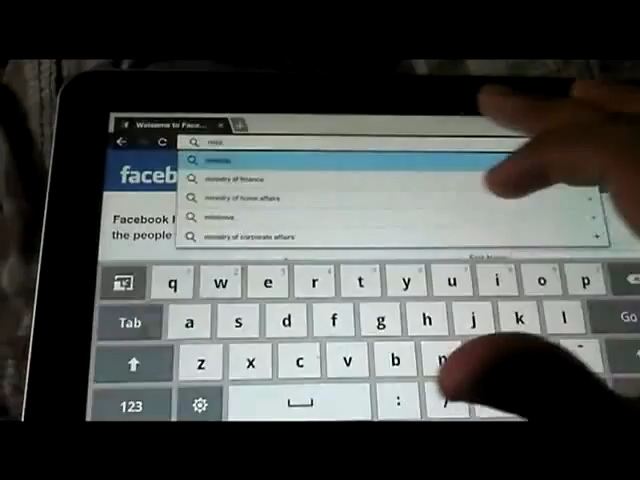 Welcome to Face...
ministry of finance
ministry of home affairs
ministry of corporate affairs
faceb
Facebook
the people
q w e r t y u i o p
Tab a s d f g h j k l Go
z x c v b
123 :